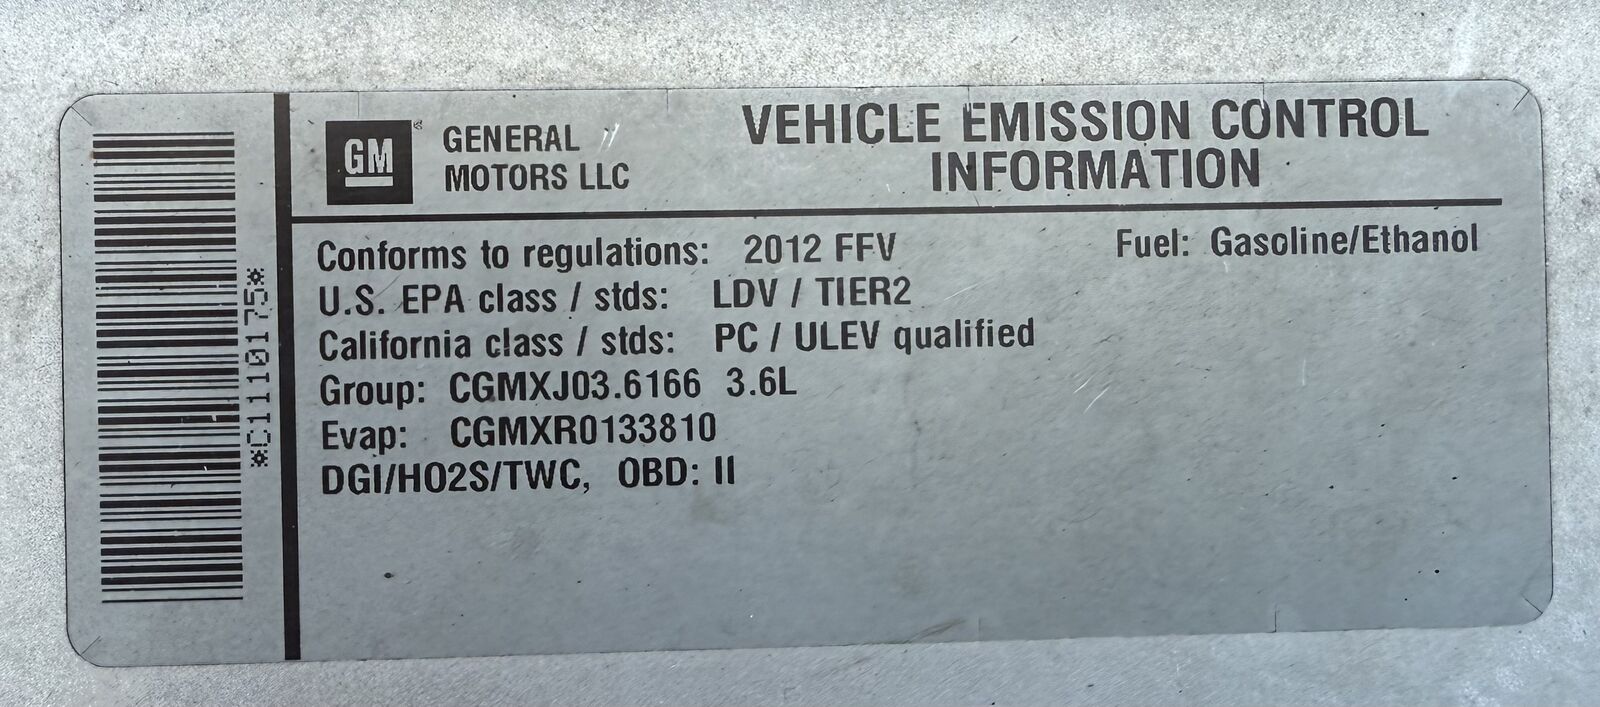 *C11110175*
GM
GENERAL
MOTORS LLC
VEHICLE EMISSION CONTROL
INFORMATION
Conforms to regulations: 2012 FFV
Fuel: Gasoline/Ethanol
U.S. EPA class / stds: LDV / TIER2
California class / stds: PC / ULEV qualified
Group: CGMXJ03.6166 3.6L
Evap: CGMXR0133810
DGI/HO2S/TWC, OBD: II